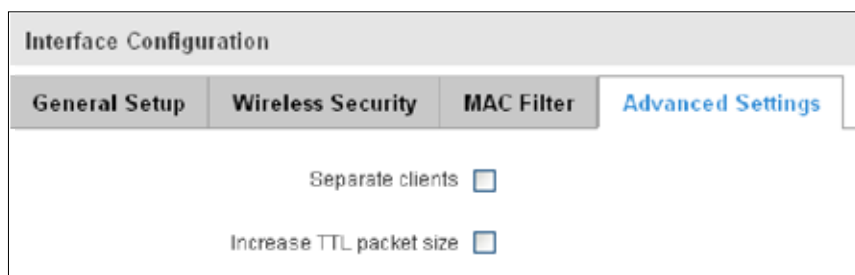 Interface Configuration
General Setup Wireless Security MAC Filter Advanced Settings
Separate clients
Increase TTL packet size